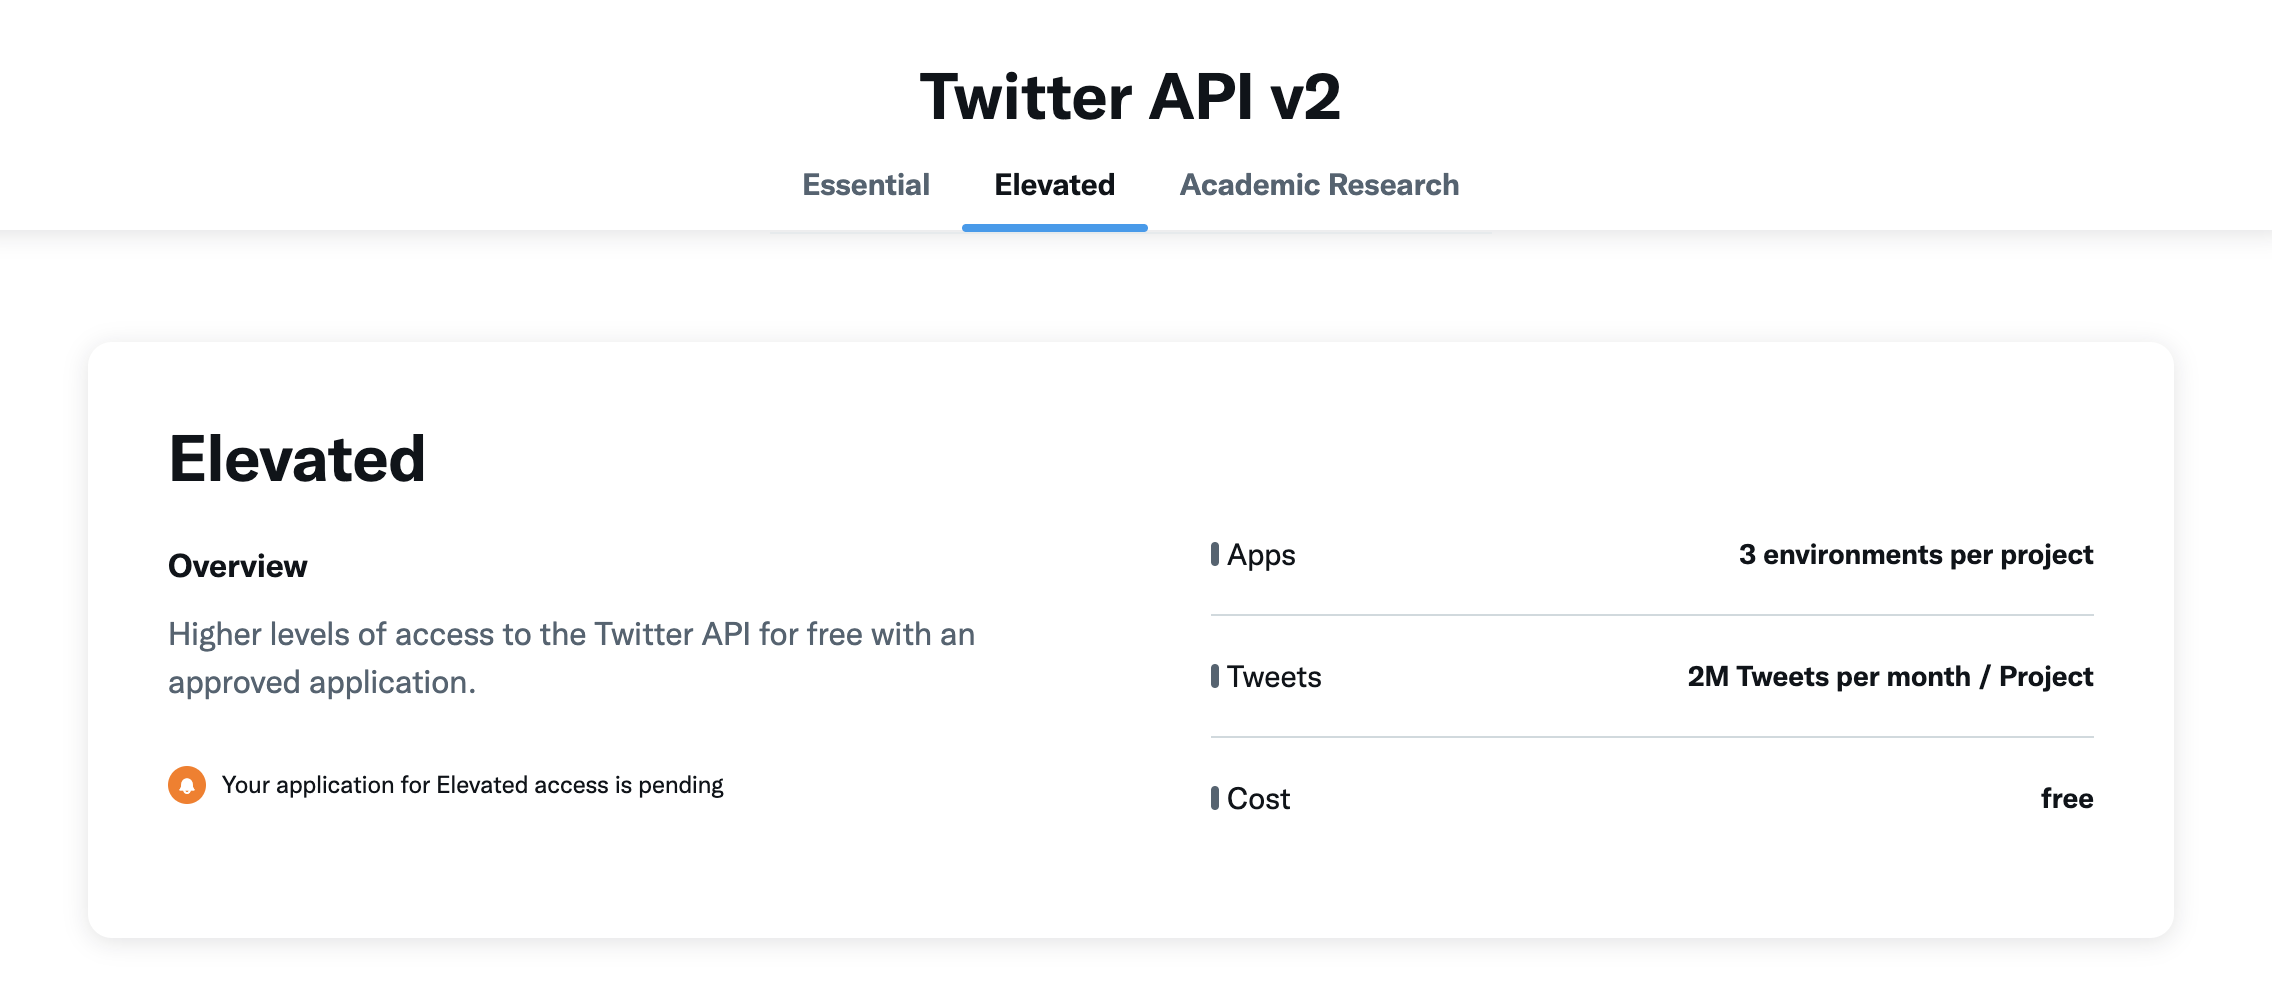 Twitter API v2
Essential Elevated Academic Research
Elevated
Overview
Higher levels of access to the Twitter API for free with an
approved application.
Your application for Elevated access is pending
Apps 3 environments per project
Tweets 2M Tweets per month / Project
Cost free